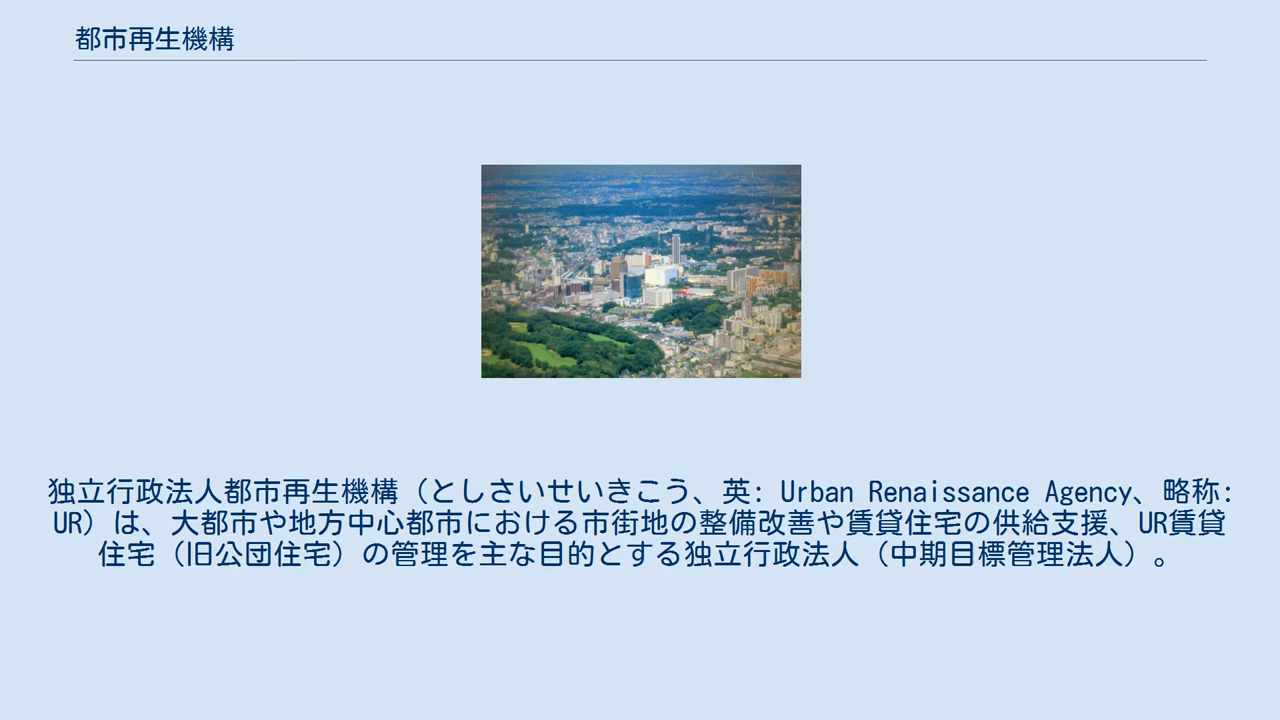 都市再生機構
独立行政法人都市再生機構（としさいせいきこう、英: Urban Renaissance Agency、略称:
UR）は、大都市や地方中心都市における市街地の整備改善や賃貸住宅の供給支援、UR賃貸
住宅（旧公団住宅）の管理を主な目的とする独立行政法人（中期目標管理法人）。